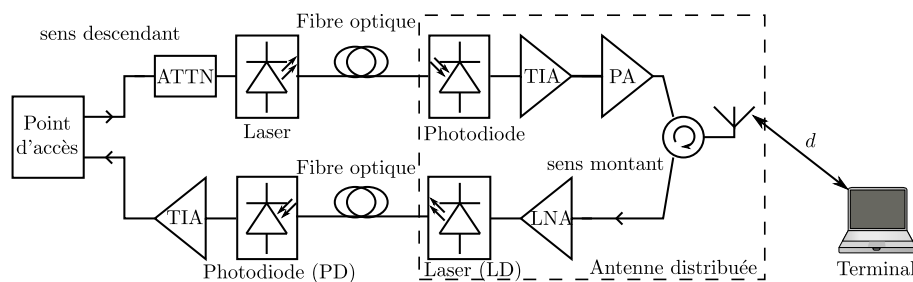 sens descendant
Fibre optique
ATTN
TIA
PA
Laser
Photodiode
Point
d'accès
d
Fibre optique
sens montant
TIA
LNA
Photodiode (PD)
Laser (LD)
Antenne distribuée
Terminal